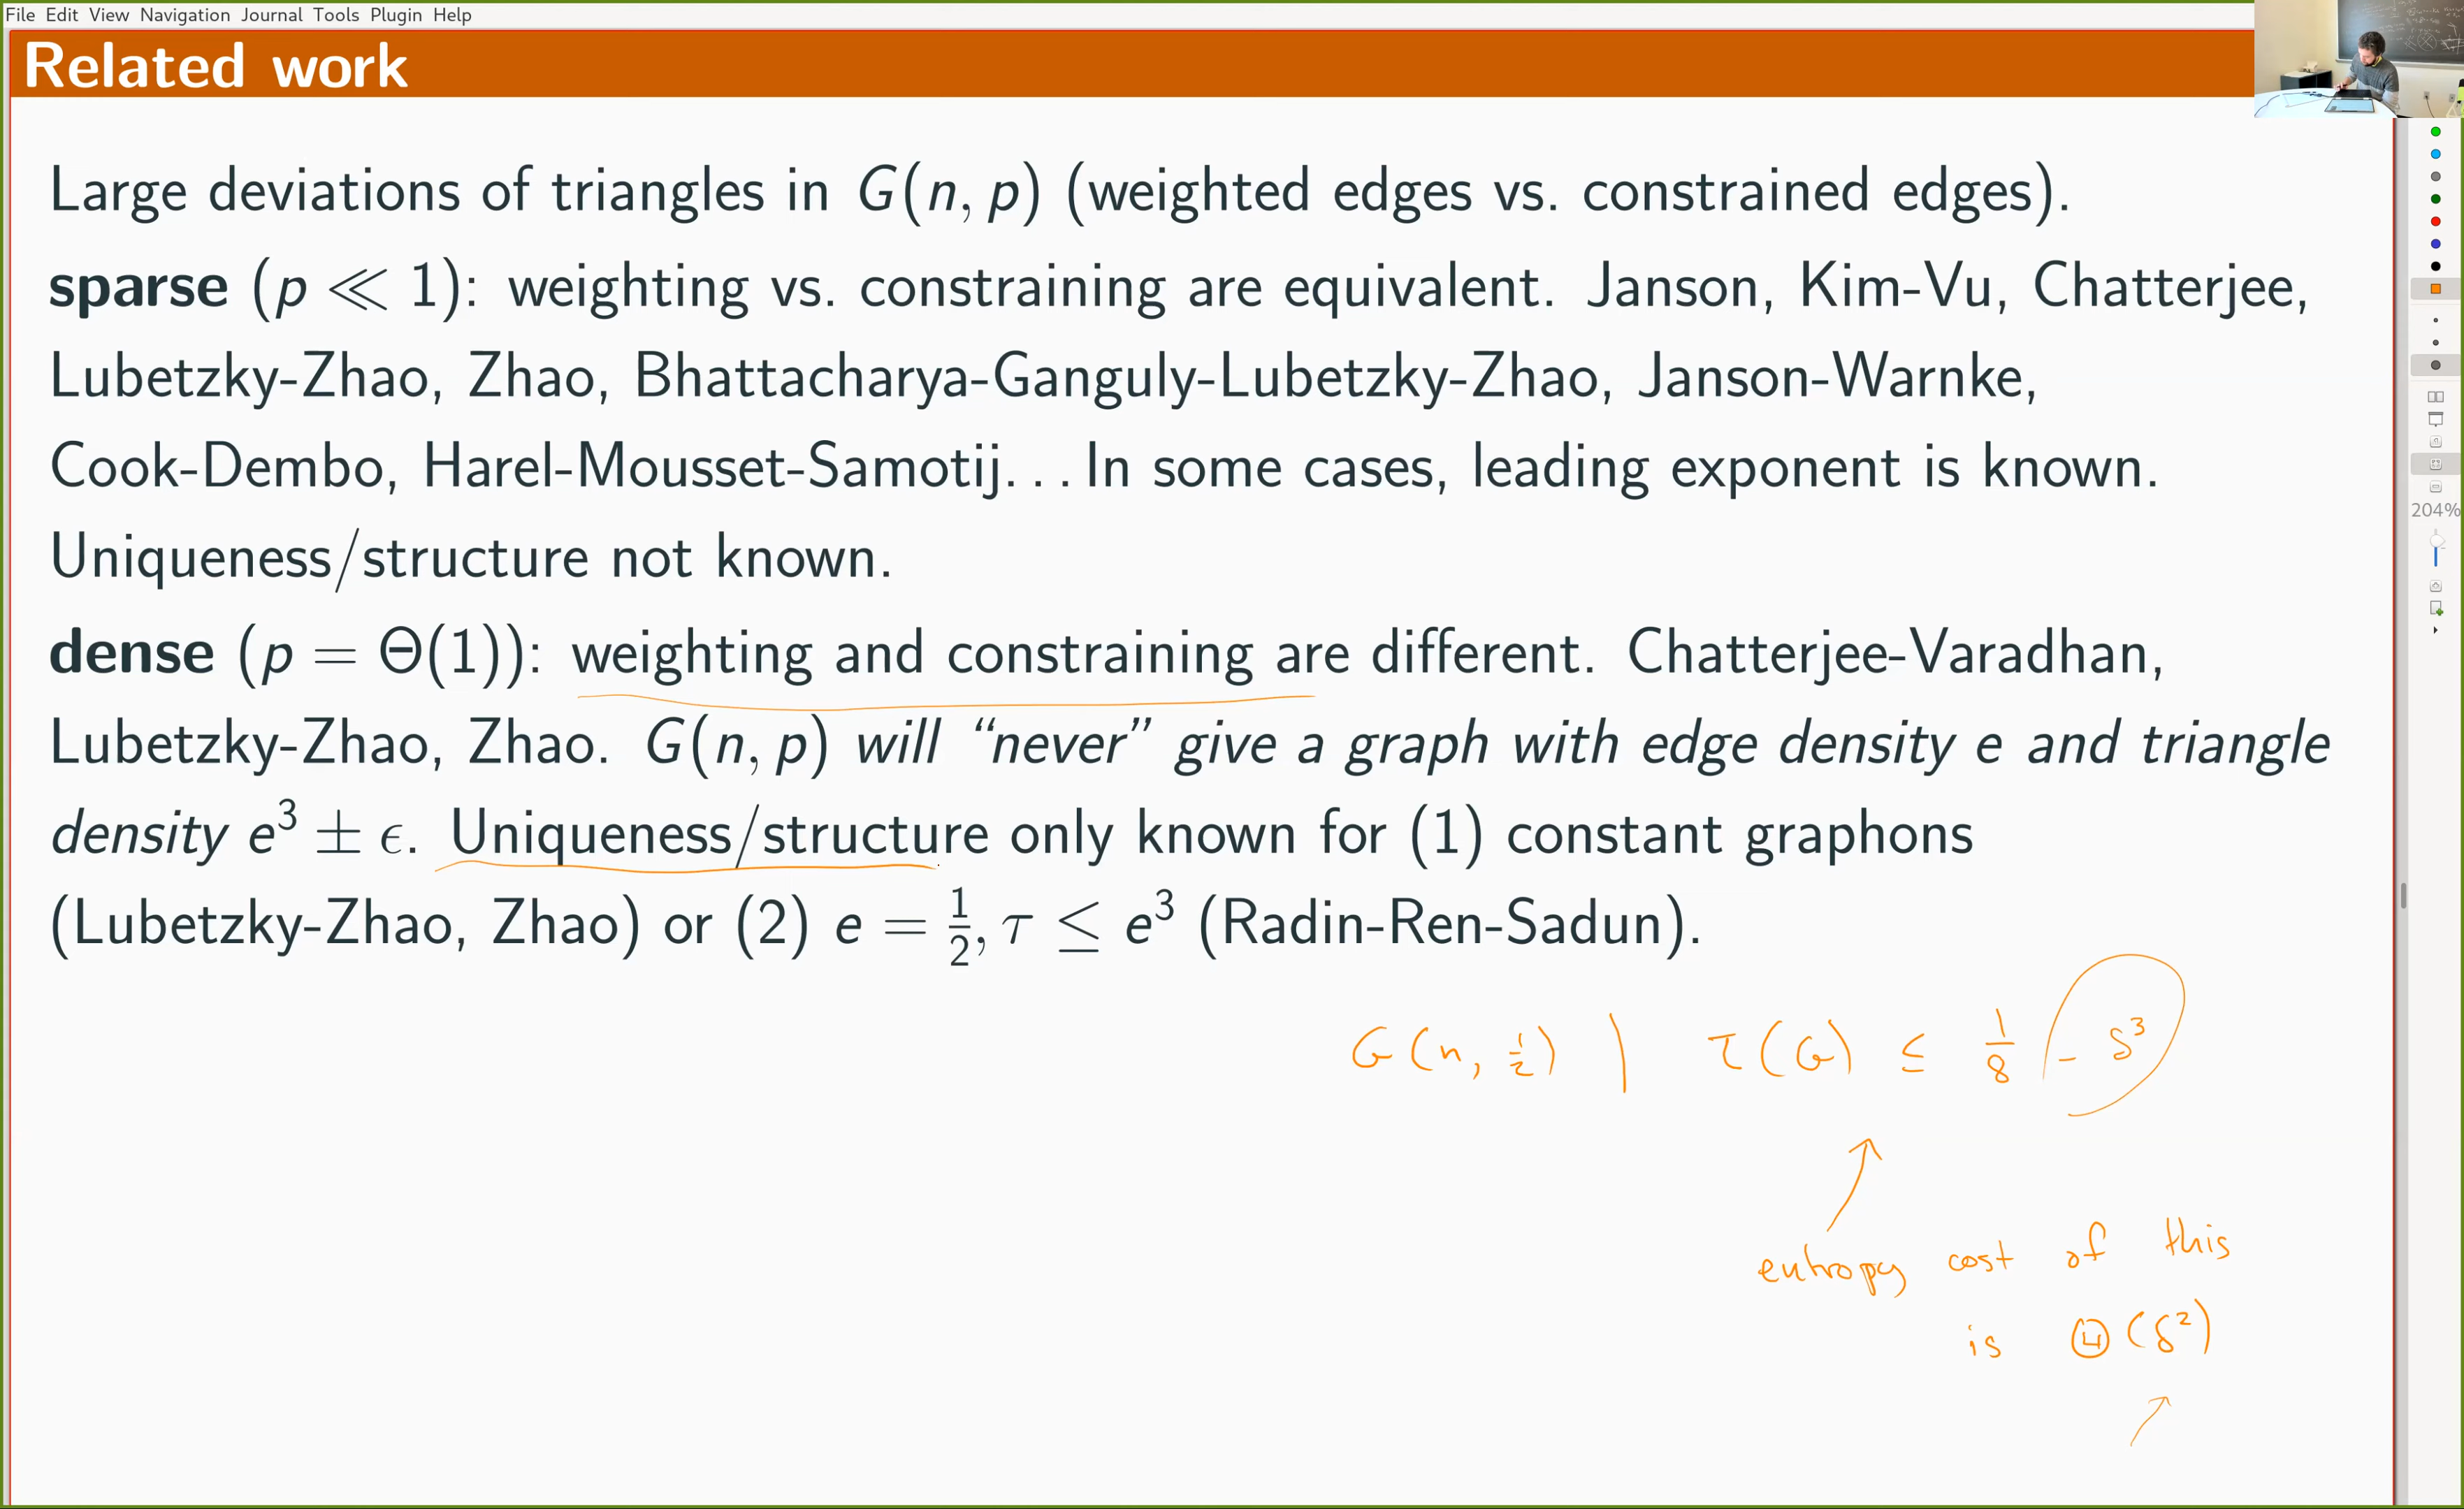 File Edit View Navigation Journal Tools Plugin Help
Related work
Large deviations of triangles in G(n, p) (weighted edges vs. constrained edges).
sparse (p ≪ 1): weighting vs. constraining are equivalent. Janson, Kim-Vu, Chatterjee,
Lubetzky-Zhao, Zhao, Bhattacharya-Ganguly-Lubetzky-Zhao, Janson-Warnke,
Cook-Dembo, Harel-Mousset-Samotij. . . In some cases, leading exponent is known.
Uniqueness/structure not known.
dense (p = Θ(1)): weighting and constraining are different. Chatterjee-Varadhan,
Lubetzky-Zhao, Zhao. G(n, p) will “never” give a graph with edge density e and triangle
density e³ ± ϵ. Uniqueness/structure only known for (1) constant graphons
(Lubetzky-Zhao, Zhao) or (2) e = 1/2, τ ≤ e³ (Radin-Ren-Sadun).
G(n, 1/2) | τ(G) ≤ 1/8 - δ³
entropy cost of this
is Θ(δ²)
204%